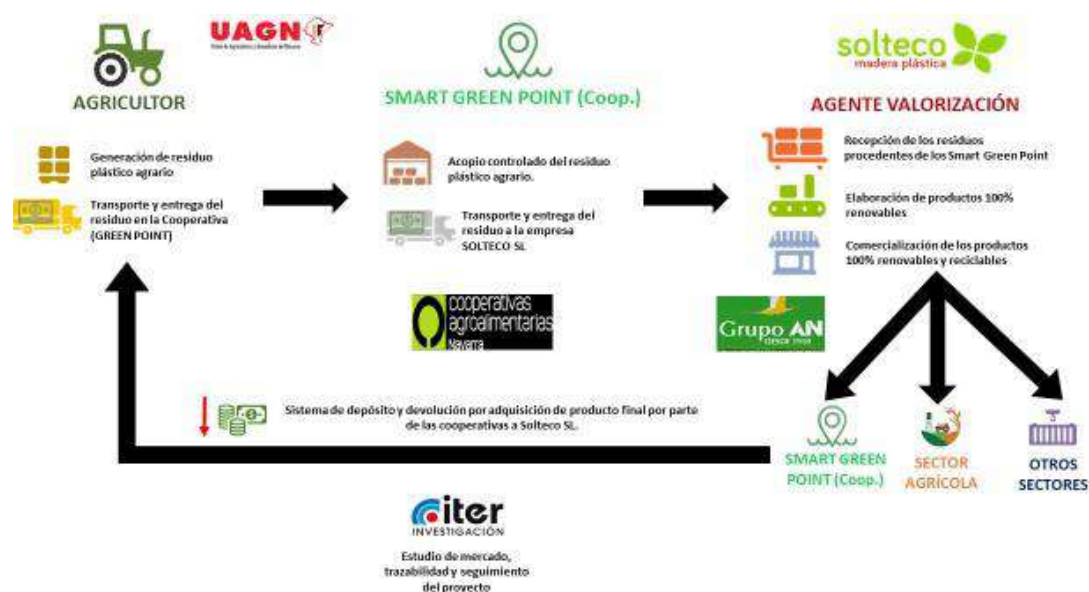 UAGN
AGRICULTOR
Generación de residuo
plástico agrario
Transporte y entrega del
residuo en la Cooperativa
(GREEN POINT)
SMART GREEN POINT (Coop.)
Acopio controlado del residuo
plástico agrario.
Transporte y entrega del
residuo a la empresa
SOLTECO SL
solteco
madera plástica
AGENTE VALORIZACIÓN
Recepción de los residuos
procedentes de los Smart Green Point
Elaboración de productos 100%
renovables
Comercialización de los productos
100% renovables y reciclables
cooperativas
agroalimentarias
Navarra
Grupo AN
Sistema de depósito y devolución por adquisición de producto final por parte
de las cooperativas a Solteco SL.
SMART GREEN
POINT (Coop.)
SECTOR
AGRÍCOLA
OTROS
SECTORES
iter
INVESTIGACIÓN
Estudio de mercado,
trazabilidad y seguimiento
del proyecto